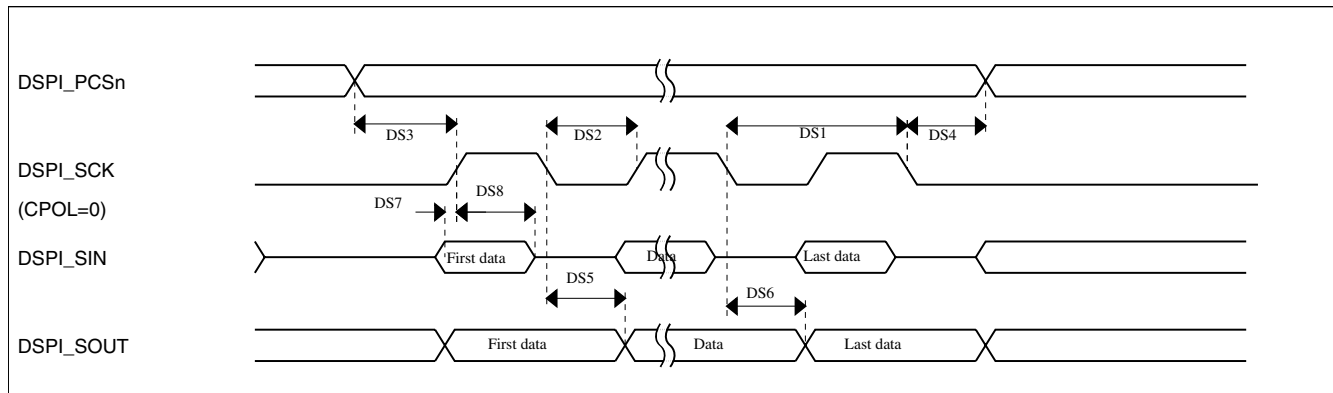 DSPI_PCSn
DS3
DS2
DS1
DS4
DSPI_SCK
(CPOL=0)
DS7
DS8
DSPI_SIN
First data
Data
Last data
DS5
DS6
DSPI_SOUT
First data
Data
Last data